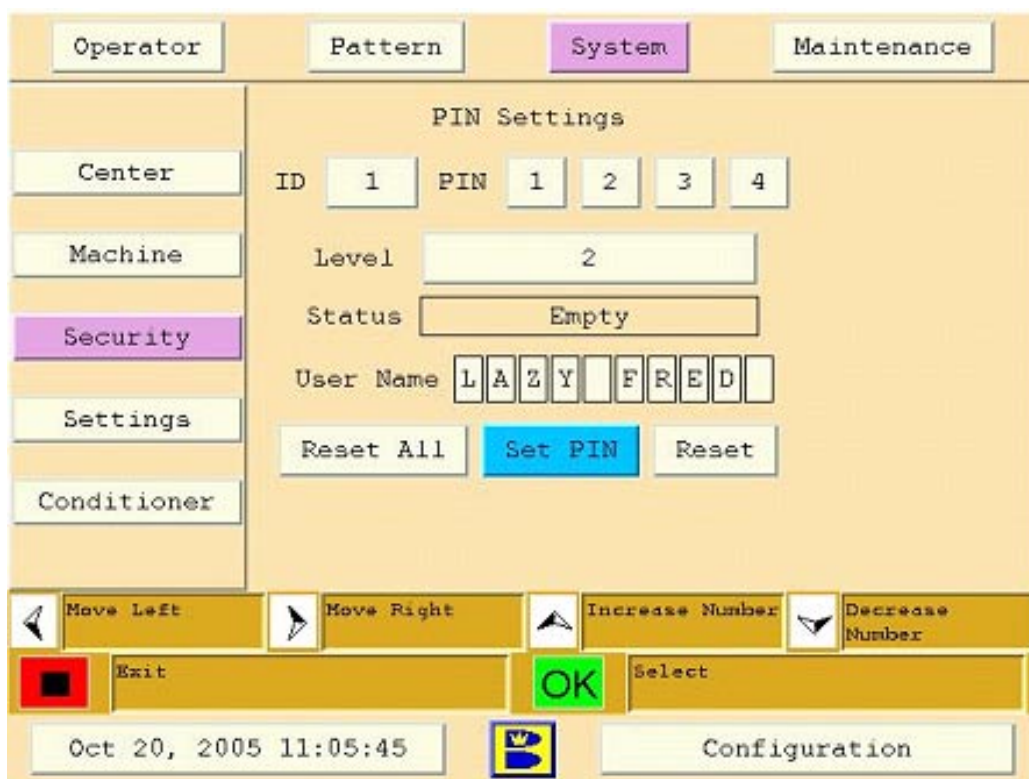 Operator Pattern System Maintenance
PIN Settings
Center
ID 1 PIN 1 2 3 4
Machine
Level 2
Status Empty
Security
User Name LAZY FRED
Settings
Reset All Set PIN Reset
Conditioner
Move Left Move Right Increase Number Decrease Number
Exit OK Select
Oct 20, 2005 11:05:45 Configuration